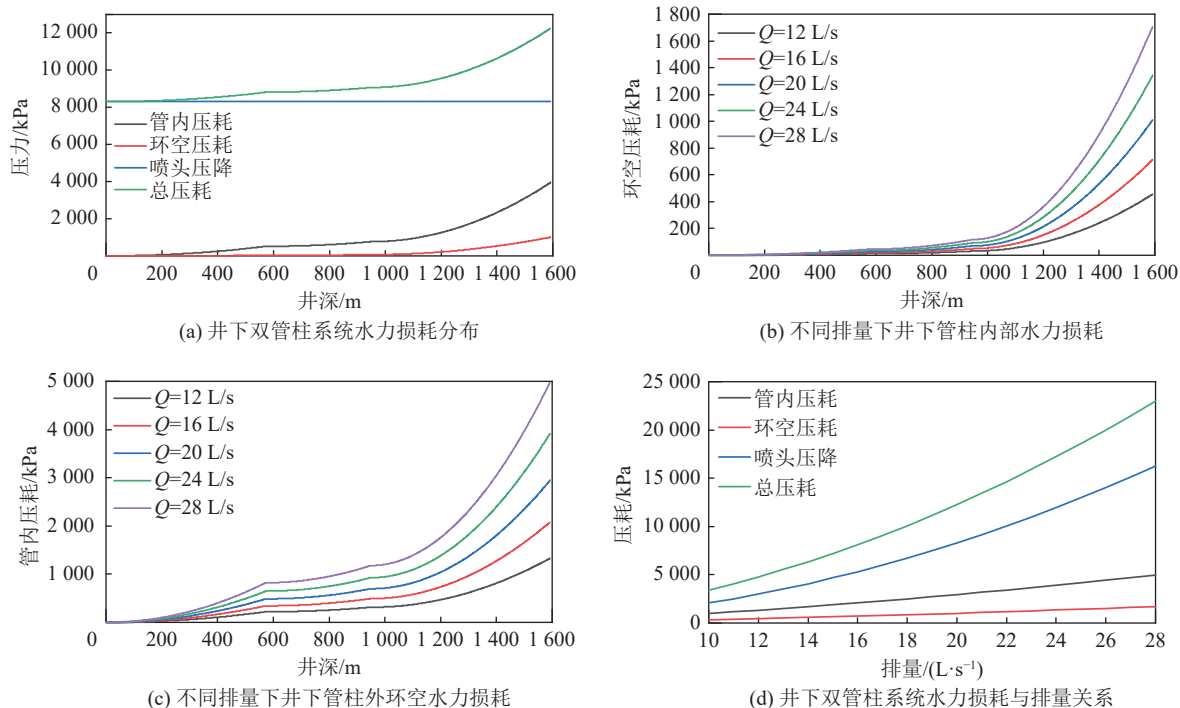 12 000
10 000
8 000
6 000
4 000
2 000
压力/kPa
管内压耗
环空压耗
喷头压降
总压耗
0 200 400 600 800 1 000 1 200 1 400 1 600
井深/m
(a) 井下双管柱系统水力损耗分布
1 800
1 600
1 400
1 200
1 000
800
600
400
200
环空压耗/kPa
Q=12 L/s
Q=16 L/s
Q=20 L/s
Q=24 L/s
Q=28 L/s
0 200 400 600 800 1 000 1 200 1 400 1 600
井深/m
(b) 不同排量下井下管柱内部水力损耗
5 000
4 000
3 000
2 000
1 000
管内压耗/kPa
Q=12 L/s
Q=16 L/s
Q=20 L/s
Q=24 L/s
Q=28 L/s
0 200 400 600 800 1 000 1 200 1 400 1 600
井深/m
(c) 不同排量下井下管柱外环空水力损耗
25 000
20 000
15 000
10 000
5 000
0
压耗/kPa
管内压耗
环空压耗
喷头压降
总压耗
10 12 14 16 18 20 22 24 26 28
排量/(L·s⁻¹)
(d) 井下双管柱系统水力损耗与排量关系